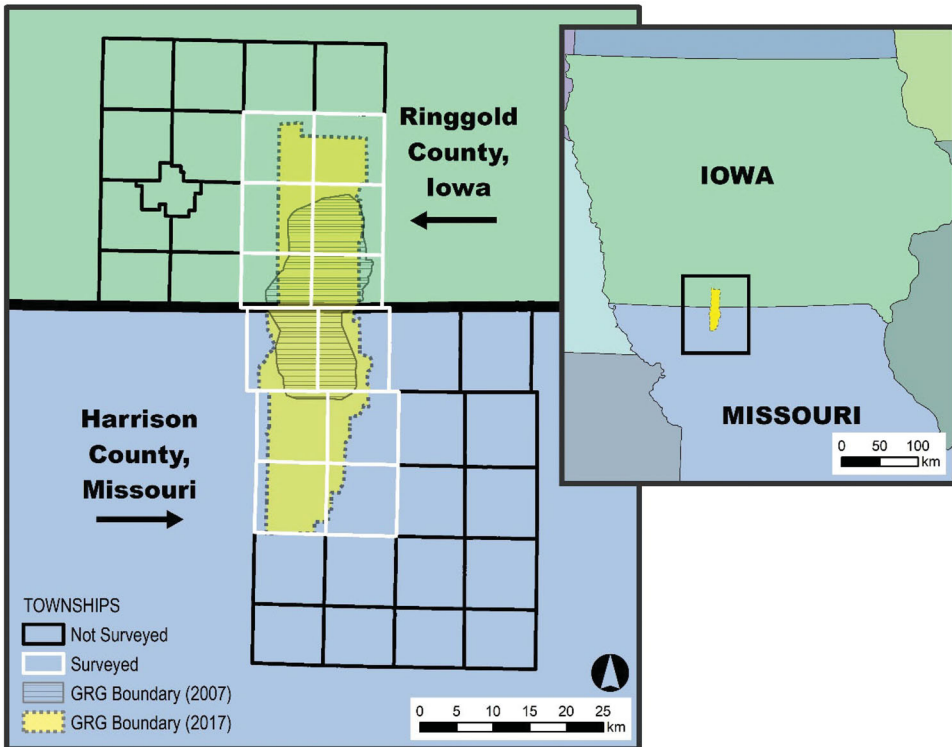 Ringgold
County,
Iowa
Harrison
County,
Missouri
TOWNSHIPS
Not Surveyed
Surveyed
GRG Boundary (2007)
GRG Boundary (2017)
0 5 10 15 20 25
km
IOWA
MISSOURI
0 50 100
km